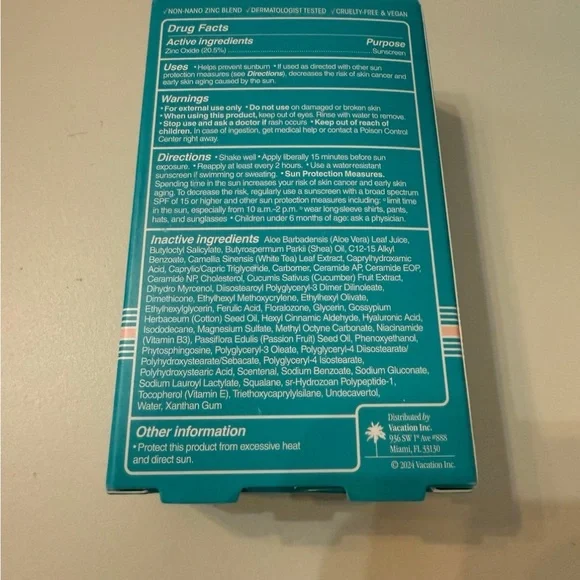 √NON-NANO ZINC BLEND √DERMATOLOGIST TESTED √CRUELTY-FREE & VEGAN
Drug Facts
Active ingredients Purpose
Zinc Oxide (20.5%) Sunscreen
Uses • Helps prevent sunburn • If used as directed with other sun
protection measures (see Directions), decreases the risk of skin cancer and
early skin aging caused by the sun.
Warnings
• For external use only • Do not use on damaged or broken skin
• When using this product, keep out of eyes. Rinse with water to remove.
• Stop use and ask a doctor if rash occurs • Keep out of reach of
children. In case of ingestion, get medical help or contact a Poison Control
Center right away.
Directions • Shake well • Apply liberally 15 minutes before sun
exposure. • Reapply at least every 2 hours. • Use a water-resistant
sunscreen if swimming or sweating. • Sun Protection Measures.
Spending time in the sun increases your risk of skin cancer and early skin
aging. To decrease the risk, regularly use a sunscreen with a broad spectrum
SPF of 15 or higher and other sun protection measures including: ◦ limit time
in the sun, especially from 10 a.m.-2 p.m. ◦ wear long-sleeve shirts, pants,
hats, and sunglasses • Children under 6 months of age: ask a physician.
Inactive ingredients Aloe Barbadensis (Aloe Vera) Leaf Juice,
Butyloctyl Salicylate, Butyrospermum Parkii (Shea) Oil, C12-15 Alkyl
Benzoate, Camellia Sinensis (White Tea) Leaf Extract, Caprylhydroxamic
Acid, Caprylic/Capric Triglyceride, Carbomer, Ceramide AP, Ceramide EOP,
Ceramide NP, Cholesterol, Cucumis Sativus (Cucumber) Fruit Extract,
Dihydro Myrcenol, Diisostearoyl Polyglyceryl-3 Dimer Dilinoleate,
Dimethicone, Ethylhexyl Methoxycrylene, Ethylhexyl Olivate,
Ethylhexylglycerin, Ferulic Acid, Floralozone, Glycerin, Gossypium
Herbaceum (Cotton) Seed Oil, Hexyl Cinnamic Aldehyde, Hyaluronic Acid,
Isododecane, Magnesium Sulfate, Methyl Octyne Carbonate, Niacinamide
(Vitamin B3), Passiflora Edulis (Passion Fruit) Seed Oil, Phenoxyethanol,
Phytosphingosine, Polyglyceryl-3 Oleate, Polyglyceryl-4 Diisostearate/
Polyhydroxystearate/Sebacate, Polyglyceryl-4 Isostearate,
Polyhydroxystearic Acid, Scentenal, Sodium Benzoate, Sodium Gluconate,
Sodium Lauroyl Lactylate, Squalane, sr-Hydrozoan Polypeptide-1,
Tocopherol (Vitamin E), Triethoxycaprylylsilane, Undecavertol,
Water, Xanthan Gum
Other information
• Protect this product from excessive heat
and direct sun.
Distributed by
Vacation Inc.
936 SW 1st Ave #888
Miami, FL 33130
© 2024 Vacation Inc.